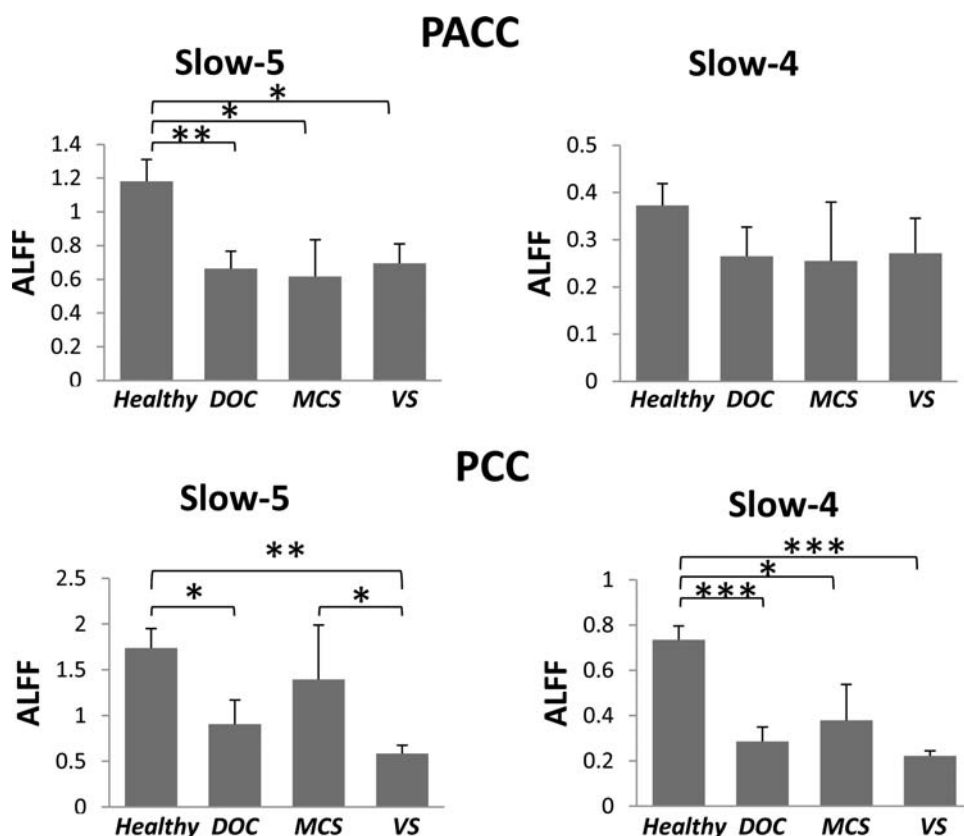 PACC
Slow-5
*
*
**
1.4
1.2
1
0.8
0.6
0.4
0.2
0
ALFF
Healthy DOC MCS VS
Slow-4
0.5
0.4
0.3
0.2
0.1
0
ALFF
Healthy DOC MCS VS
PCC
Slow-5
**
* *
2.5
2
1.5
1
0.5
0
ALFF
Healthy DOC MCS VS
Slow-4
***
*
***
1
0.8
0.6
0.4
0.2
0
ALFF
Healthy DOC MCS VS